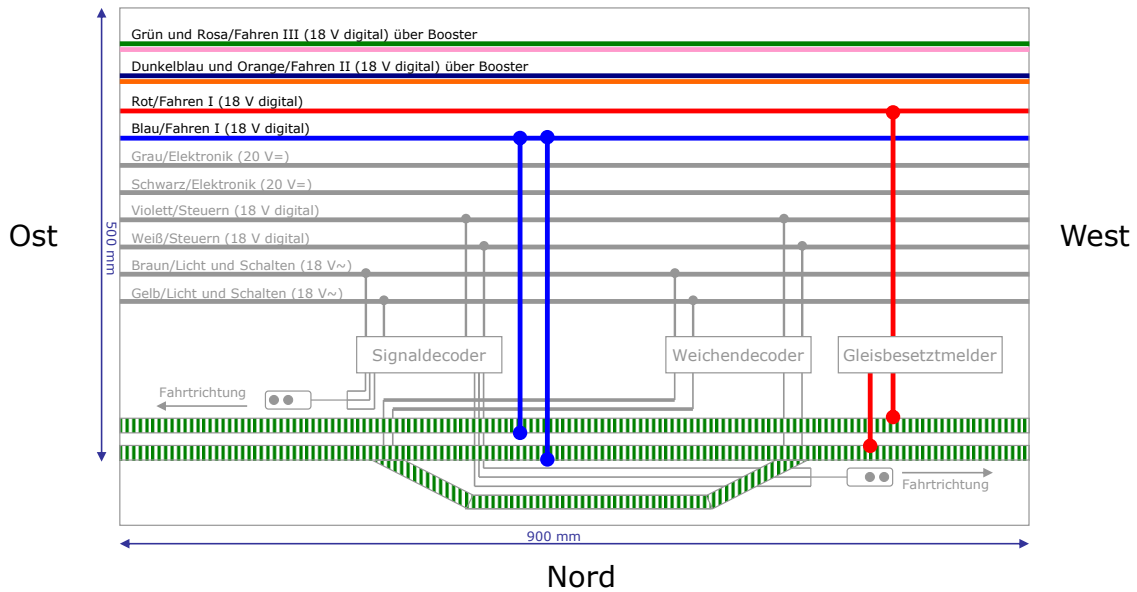 Grün und Rosa/Fahren III (18 V digital) über Booster
Dunkelblau und Orange/Fahren II (18 V digital) über Booster
Rot/Fahren I (18 V digital)
Blau/Fahren I (18 V digital)
Grau/Elektronik (20 V=)
Schwarz/Elektronik (20 V=)
Violett/Steuern (18 V digital)
Ost
500 mm
West
Weiß/Steuern (18 V digital)
Braun/Licht und Schalten (18 V~)
Gelb/Licht und Schalten (18 V~)
Signaldecoder
Weichendecoder
Gleisbesetztmelder
Fahrtrichtung
Fahrtrichtung
900 mm
Nord